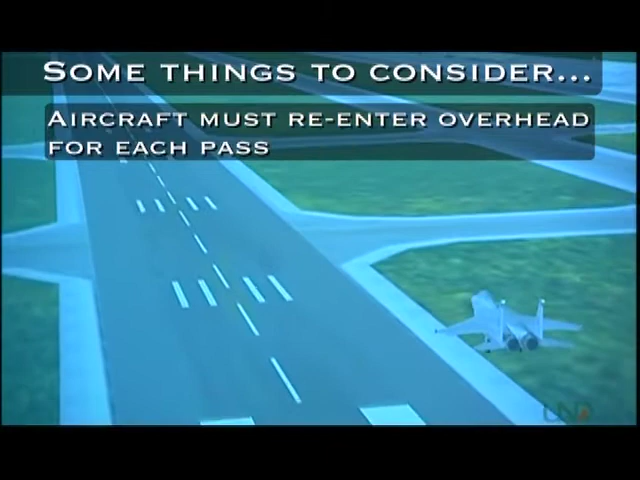 SOME THINGS TO CONSIDER...
AIRCRAFT MUST RE-ENTER OVERHEAD
FOR EACH PASS